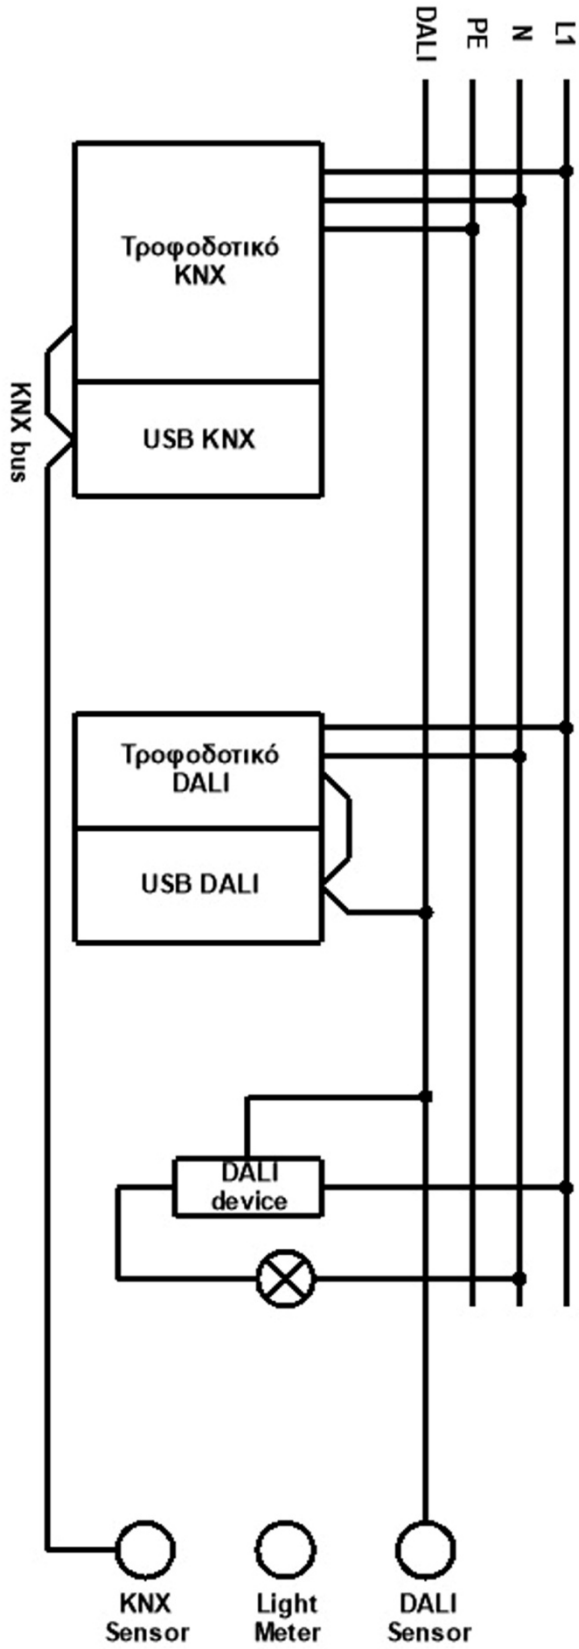 DALI
PE
N
L1
Τροφοδοτικό
KNX
USB KNX
KNX bus
Τροφοδοτικό
DALI
USB DALI
DALI
device
KNX
Sensor
Light
Meter
DALI
Sensor